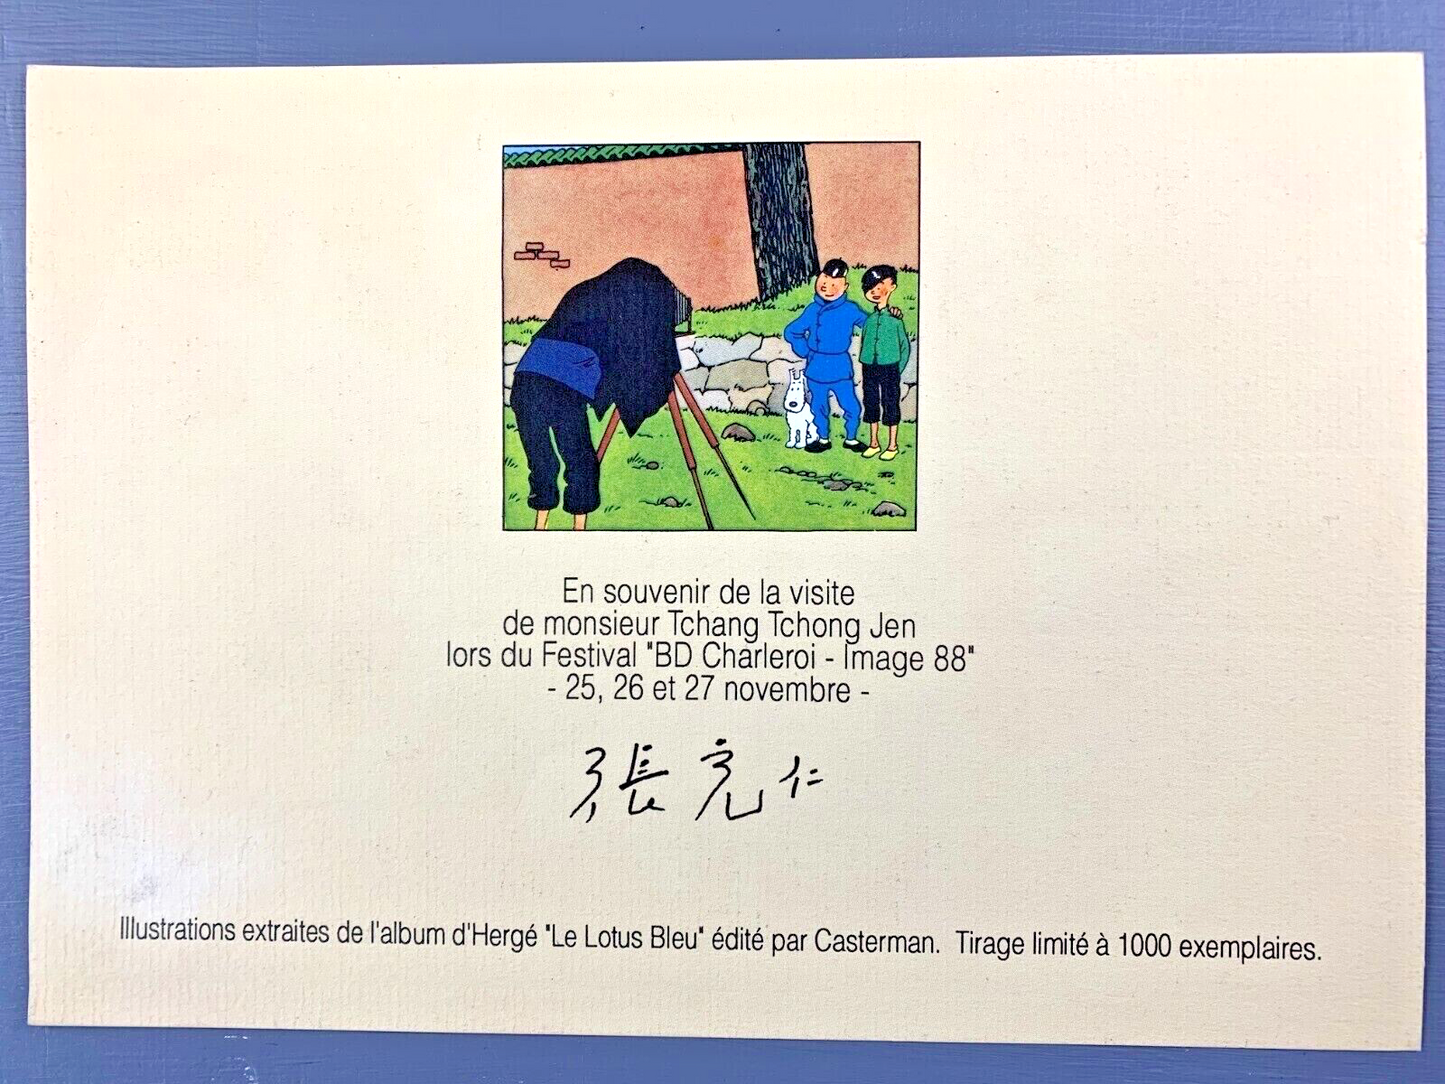 En souvenir de la visite
de monsieur Tchang Tchong Jen
lors du Festival "BD Charleroi - Image 88"
- 25, 26 et 27 novembre -
張充仁
Illustrations extraites de l'album d'Hergé "Le Lotus Bleu" édité par Casterman. Tirage limité à 1000 exemplaires.